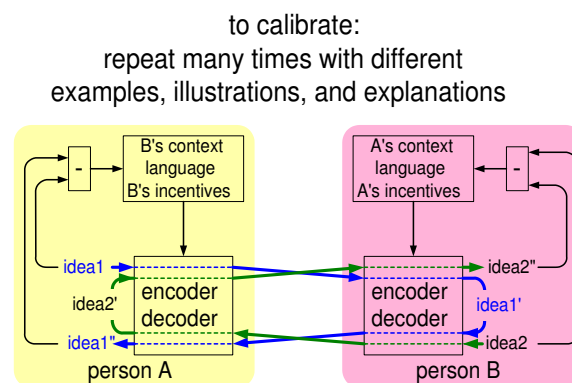 to calibrate:
repeat many times with different
examples, illustrations, and explanations
B's context
language
B's incentives
-
A's context
language
A's incentives
-
idea1
idea2"
encoder
decoder
idea2'
encoder
decoder
idea1'
idea1"
idea2
person A
person B